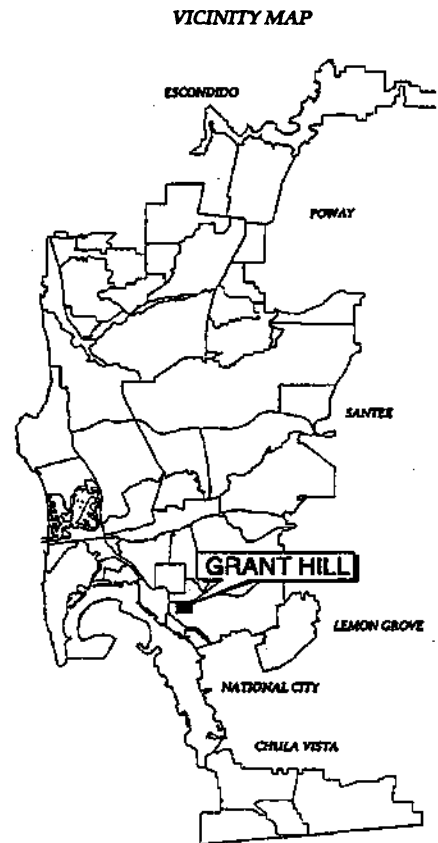 VICINITY MAP
ESCONDIDO
POWAY
SANTEE
GRANT HILL
LEMON GROVE
NATIONAL CITY
CHULA VISTA